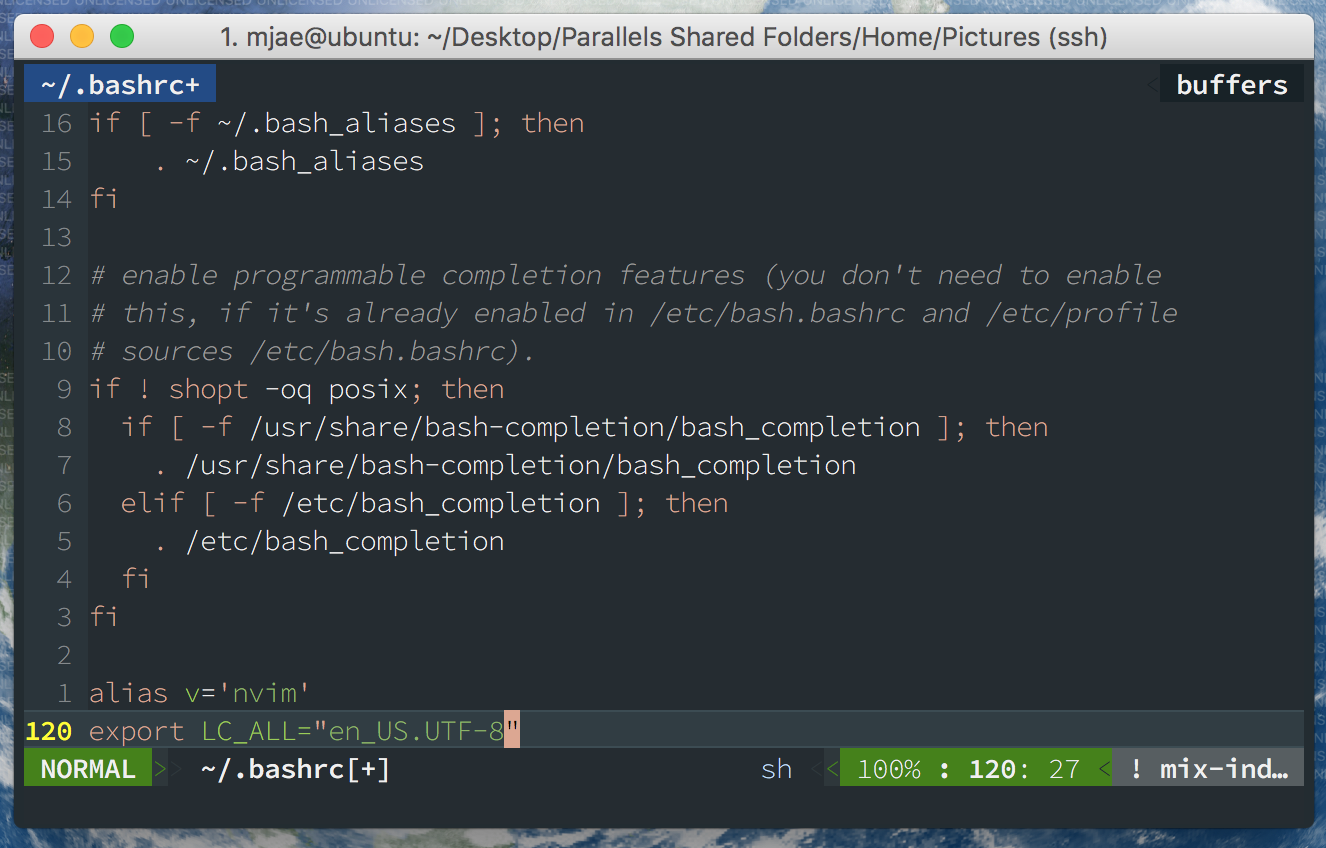 1. mjae@ubuntu: ~/Desktop/Parallels Shared Folders/Home/Pictures (ssh)
~/.bashrc+ < buffers
16 if [ -f ~/.bash_aliases ]; then
15     . ~/.bash_aliases
14 fi
13
12 # enable programmable completion features (you don't need to enable
11 # this, if it's already enabled in /etc/bash.bashrc and /etc/profile
10 # sources /etc/bash.bashrc).
9 if ! shopt -oq posix; then
8   if [ -f /usr/share/bash-completion/bash_completion ]; then
7     . /usr/share/bash-completion/bash_completion
6   elif [ -f /etc/bash_completion ]; then
5     . /etc/bash_completion
4   fi
3 fi
2
1 alias v='nvim'
120 export LC_ALL="en_US.UTF-8"
NORMAL >> ~/.bashrc[+] sh << 100% : 120: 27 < ! mix-ind…